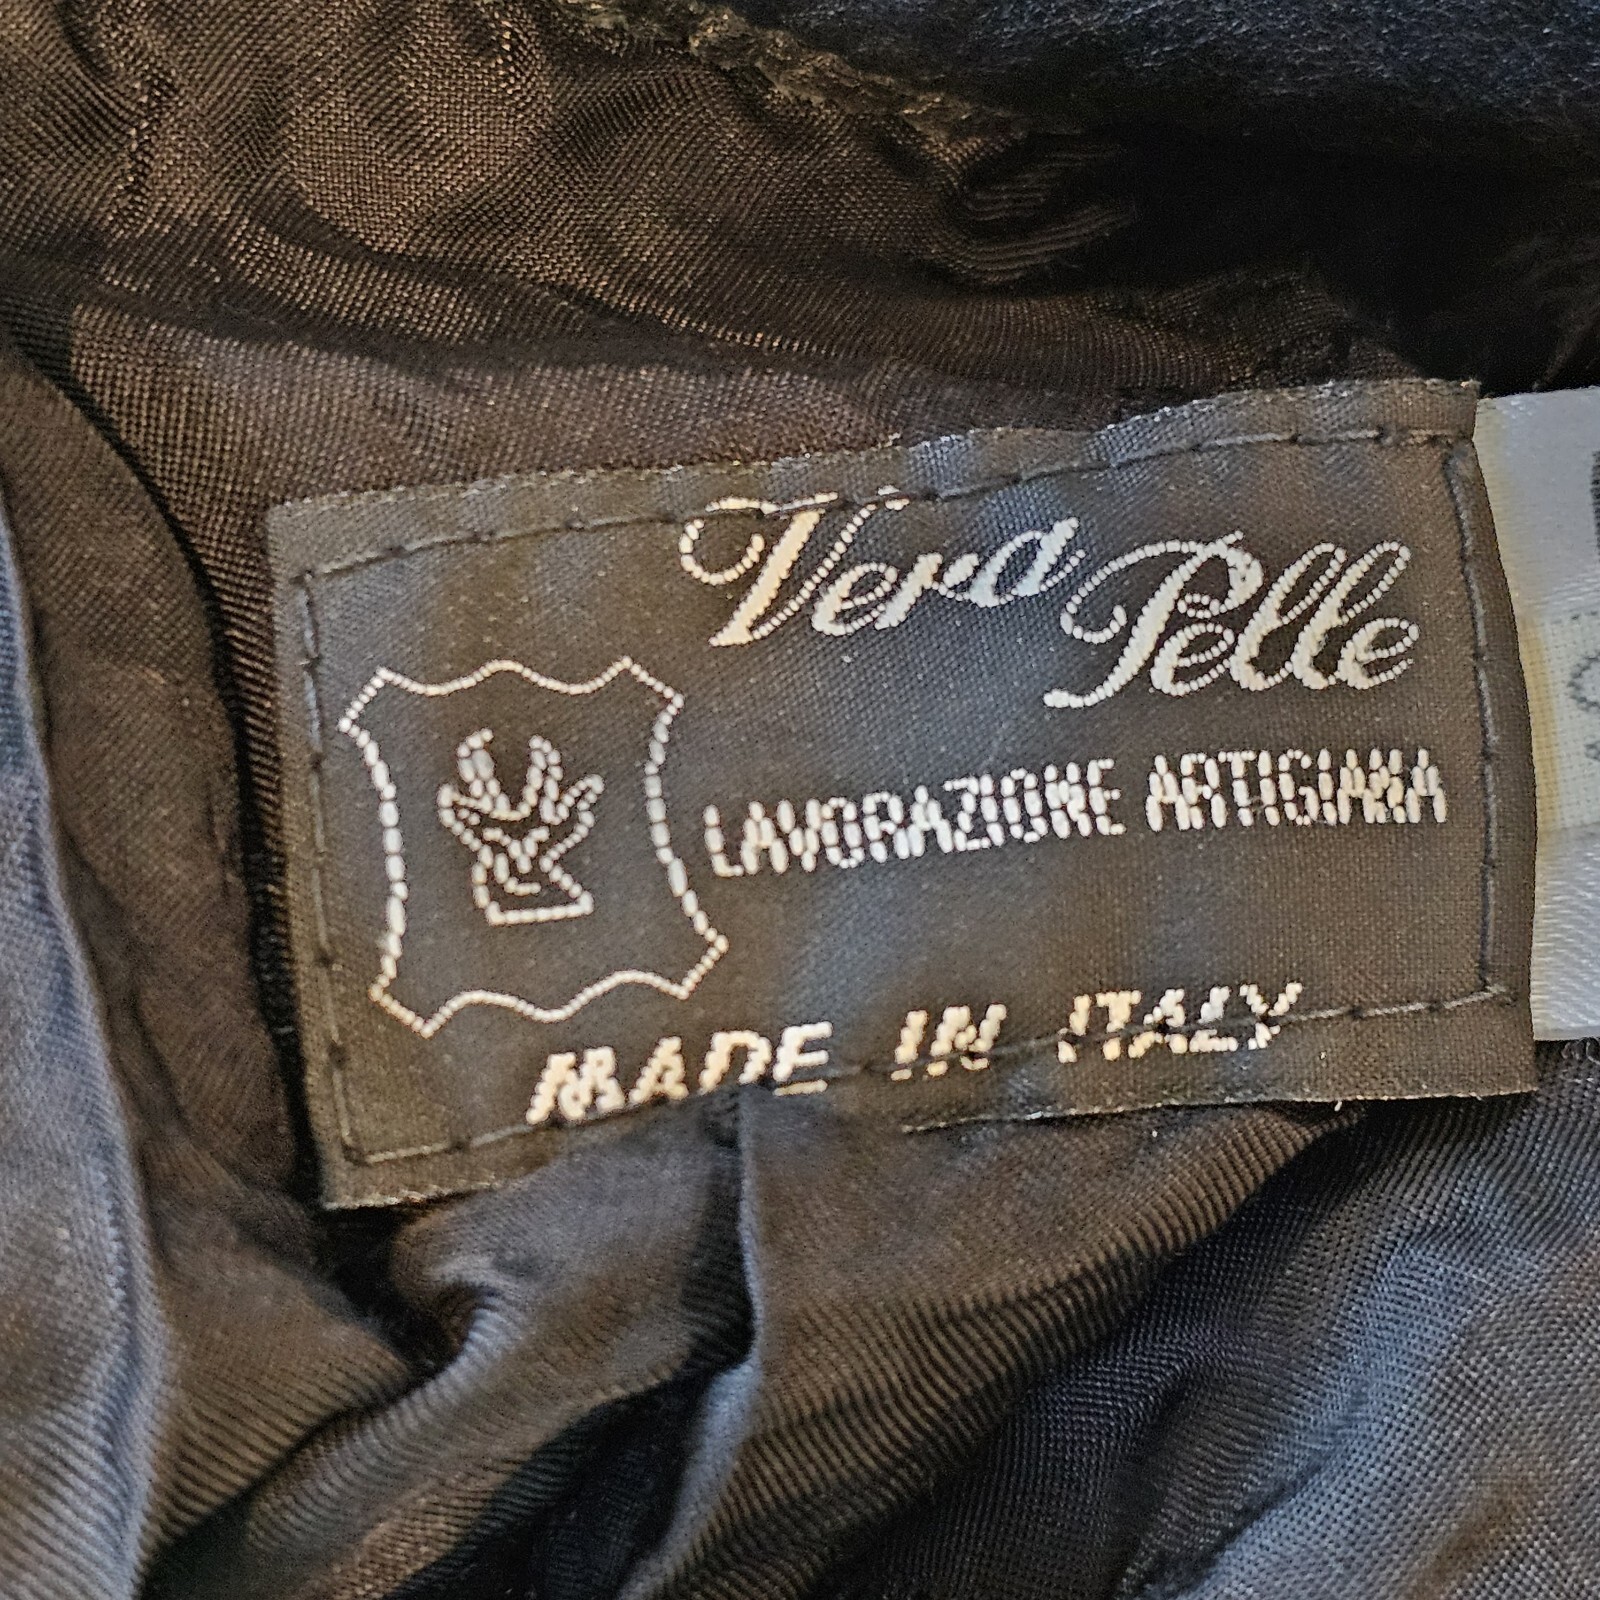 Vera Pelle
LAVORAZIONE ARTIGIANA
MADE IN ITALY